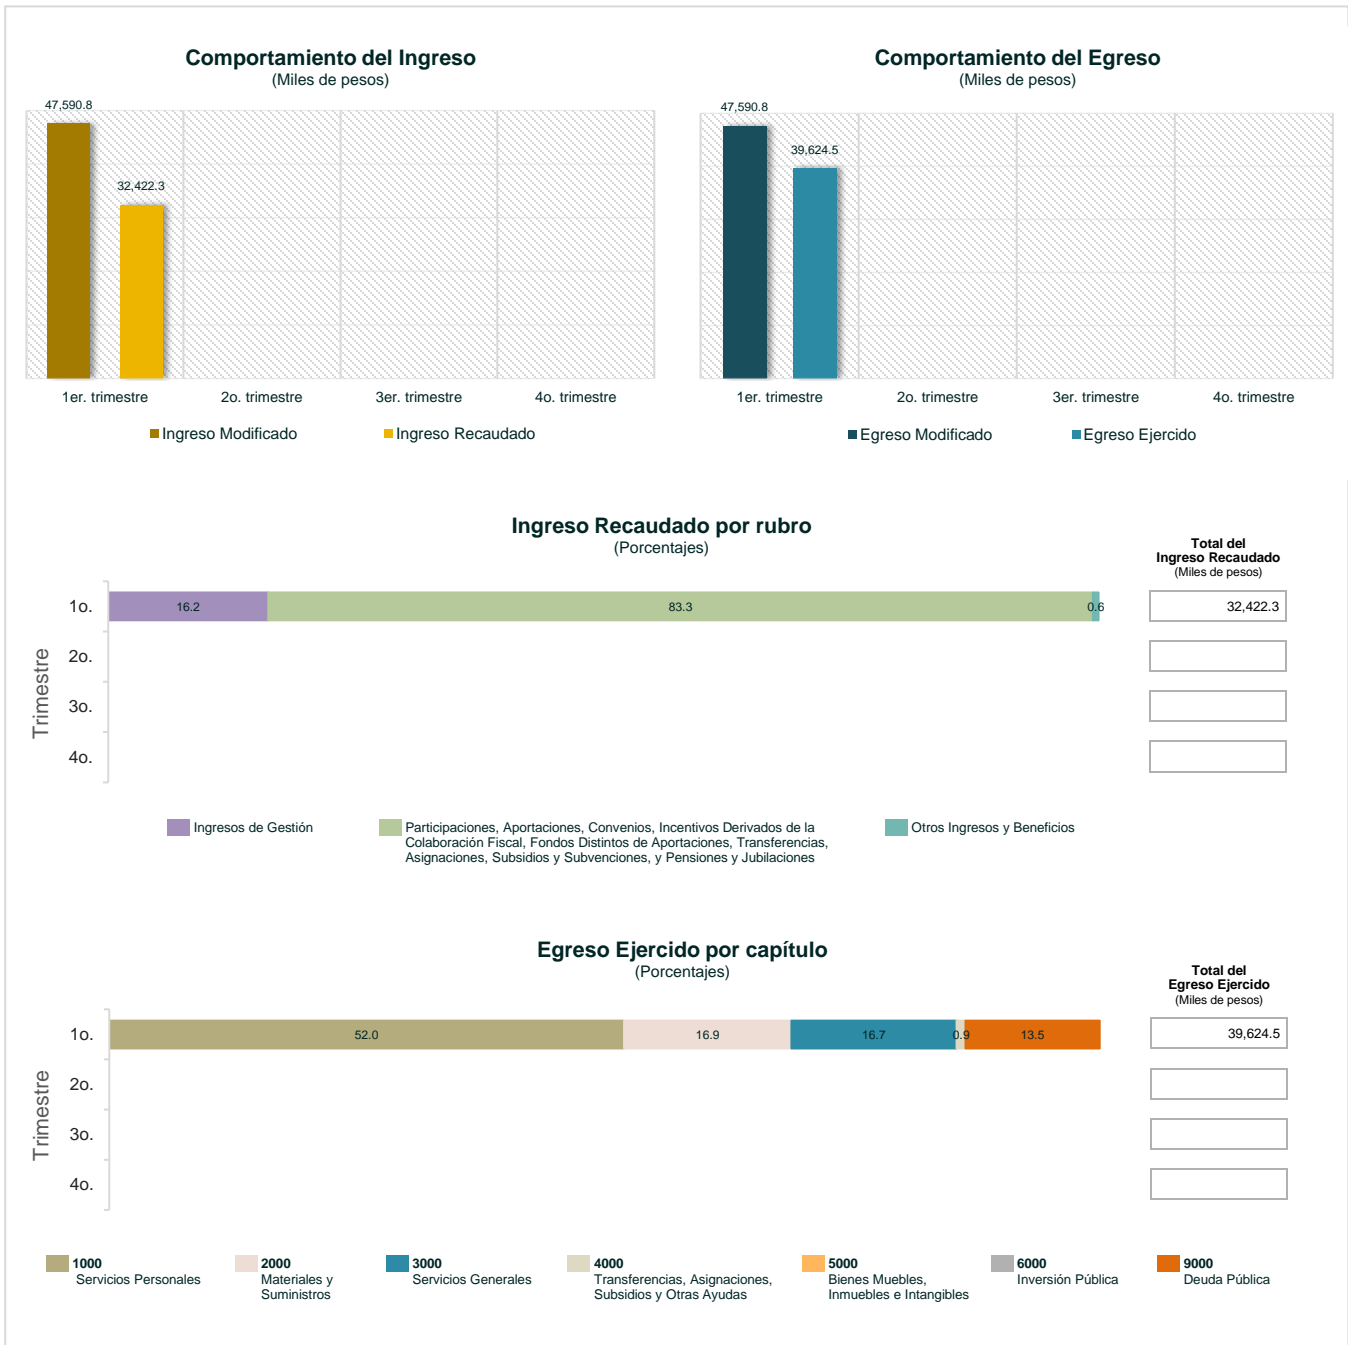 Comportamiento del Ingreso
(Miles de pesos)
47,590.8
32,422.3
1er. trimestre
2o. trimestre
3er. trimestre
4o. trimestre
Ingreso Modificado
Ingreso Recaudado
Comportamiento del Egreso
(Miles de pesos)
47,590.8
39,624.5
1er. trimestre
2o. trimestre
3er. trimestre
4o. trimestre
Egreso Modificado
Egreso Ejercido
Ingreso Recaudado por rubro
(Porcentajes)
Total del
Ingreso Recaudado
(Miles de pesos)
Trimestre
1o.
16.2
83.3
0.6
32,422.3
2o.
3o.
4o.
Ingresos de Gestión
Participaciones, Aportaciones, Convenios, Incentivos Derivados de la
Colaboración Fiscal, Fondos Distintos de Aportaciones, Transferencias,
Asignaciones, Subsidios y Subvenciones, y Pensiones y Jubilaciones
Otros Ingresos y Beneficios
Egreso Ejercido por capítulo
(Porcentajes)
Total del
Egreso Ejercido
(Miles de pesos)
Trimestre
1o.
52.0
16.9
16.7
0.9
13.5
39,624.5
2o.
3o.
4o.
1000
Servicios Personales
2000
Materiales y
Suministros
3000
Servicios Generales
4000
Transferencias, Asignaciones,
Subsidios y Otras Ayudas
5000
Bienes Muebles,
Inmuebles e Intangibles
6000
Inversión Pública
9000
Deuda Pública